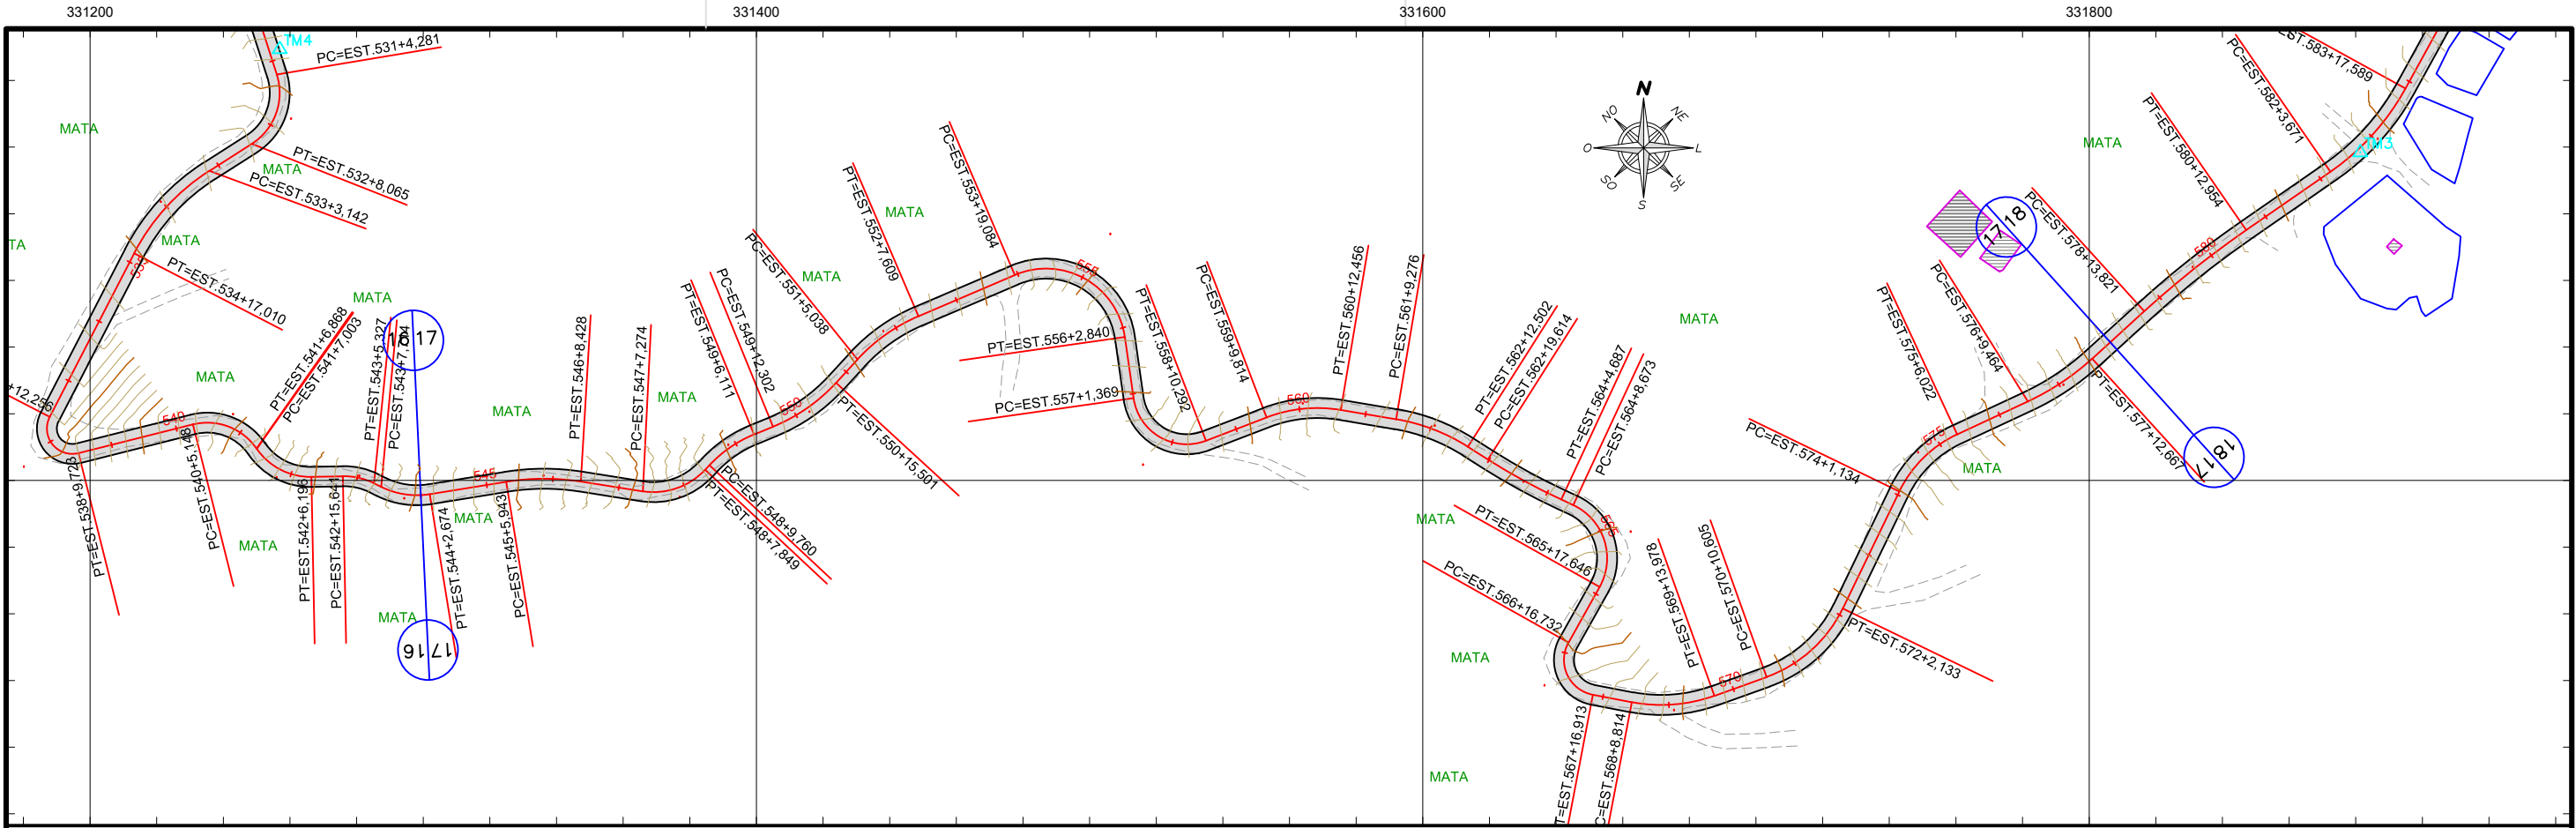 331200
331400
331600
331800
TM4
PC=EST.531+4,281
MATA
PT=EST.532+8,065
MATA
PC=EST.533+3,142
MATA
TA
PT=EST.534+17,010
535
MATA
MATA
+12,256
540
PT=EST.538+9,723
PC=EST.540+5,148
MATA
PT=EST.541+6,868
PC=EST.541+7,003
PT=EST.542+6,196
PC=EST.542+15,641
PT=EST.543+5,327
17
MATA
PT=EST.544+2,674
MATA
MATA
16 17
545
PC=EST.545+5,943
PT=EST.546+8,428
PC=EST.547+7,274
MATA
PT=EST.548+7,849
PC=EST.548+9,760
PT=EST.549+6,111
PC=EST.549+12,302
550
PT=EST.550+15,501
PC=EST.551+5,038
MATA
PT=EST.552+7,609
MATA
PC=EST.553+19,084
555
PT=EST.556+2,840
PC=EST.557+1,369
PT=EST.558+10,292
PC=EST.559+9,814
560
PT=EST.560+12,456
PC=EST.561+9,276
N
NE
L
SE
S
SO
O
NO
PT=EST.562+12,502
PC=EST.562+19,614
MATA
PT=EST.564+4,687
PC=EST.564+8,673
565
MATA
PT=EST.565+17,646
PC=EST.566+16,732
MATA
MATA
T=EST.567+16,913
C=EST.568+8,814
PT=EST.569+13,978
570
PC=EST.570+10,605
PT=EST.572+2,133
PC=EST.574+1,134
575
MATA
PT=EST.575+6,022
PC=EST.576+9,464
PT=EST.577+12,667
17 18
17 18
PC=EST.578+13,821
MATA
580
PT=EST.580+12,954
PC=EST.582+3,671
EST.583+17,589
TM3